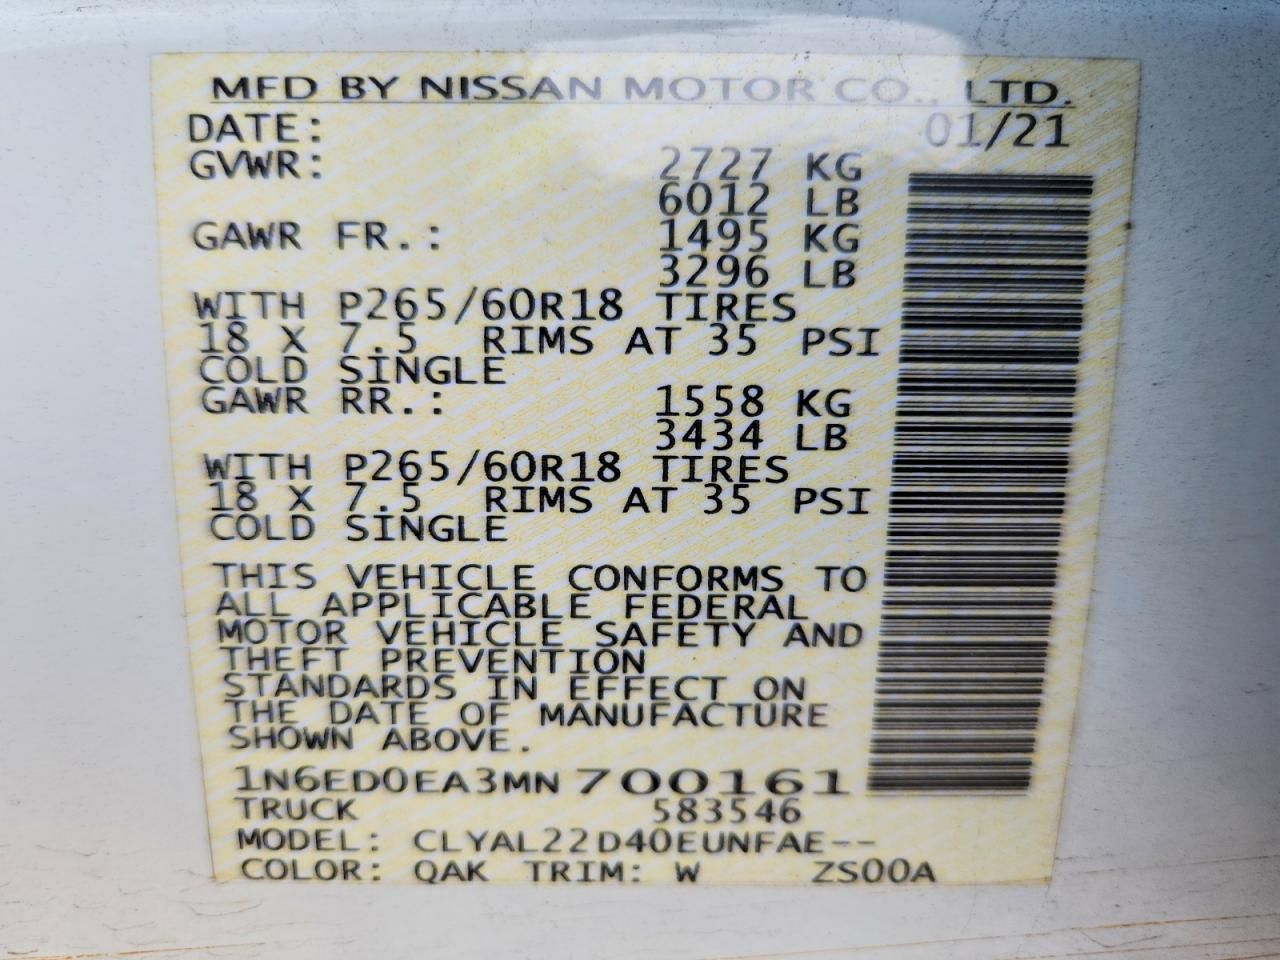 MFD BY NISSAN MOTOR CO., LTD.
DATE: 01/21
GVWR: 2727 KG
6012 LB
GAWR FR.: 1495 KG
3296 LB
WITH P265/60R18 TIRES
18 X 7.5 RIMS AT 35 PSI
COLD SINGLE
GAWR RR.: 1558 KG
3434 LB
WITH P265/60R18 TIRES
18 X 7.5 RIMS AT 35 PSI
COLD SINGLE
THIS VEHICLE CONFORMS TO
ALL APPLICABLE FEDERAL
MOTOR VEHICLE SAFETY AND
THEFT PREVENTION
STANDARDS IN EFFECT ON
THE DATE OF MANUFACTURE
SHOWN ABOVE.
1N6ED0EA3MN700161
TRUCK 583546
MODEL: CLYAL22D40EUNFAE--
COLOR: QAK TRIM: W ZS00A